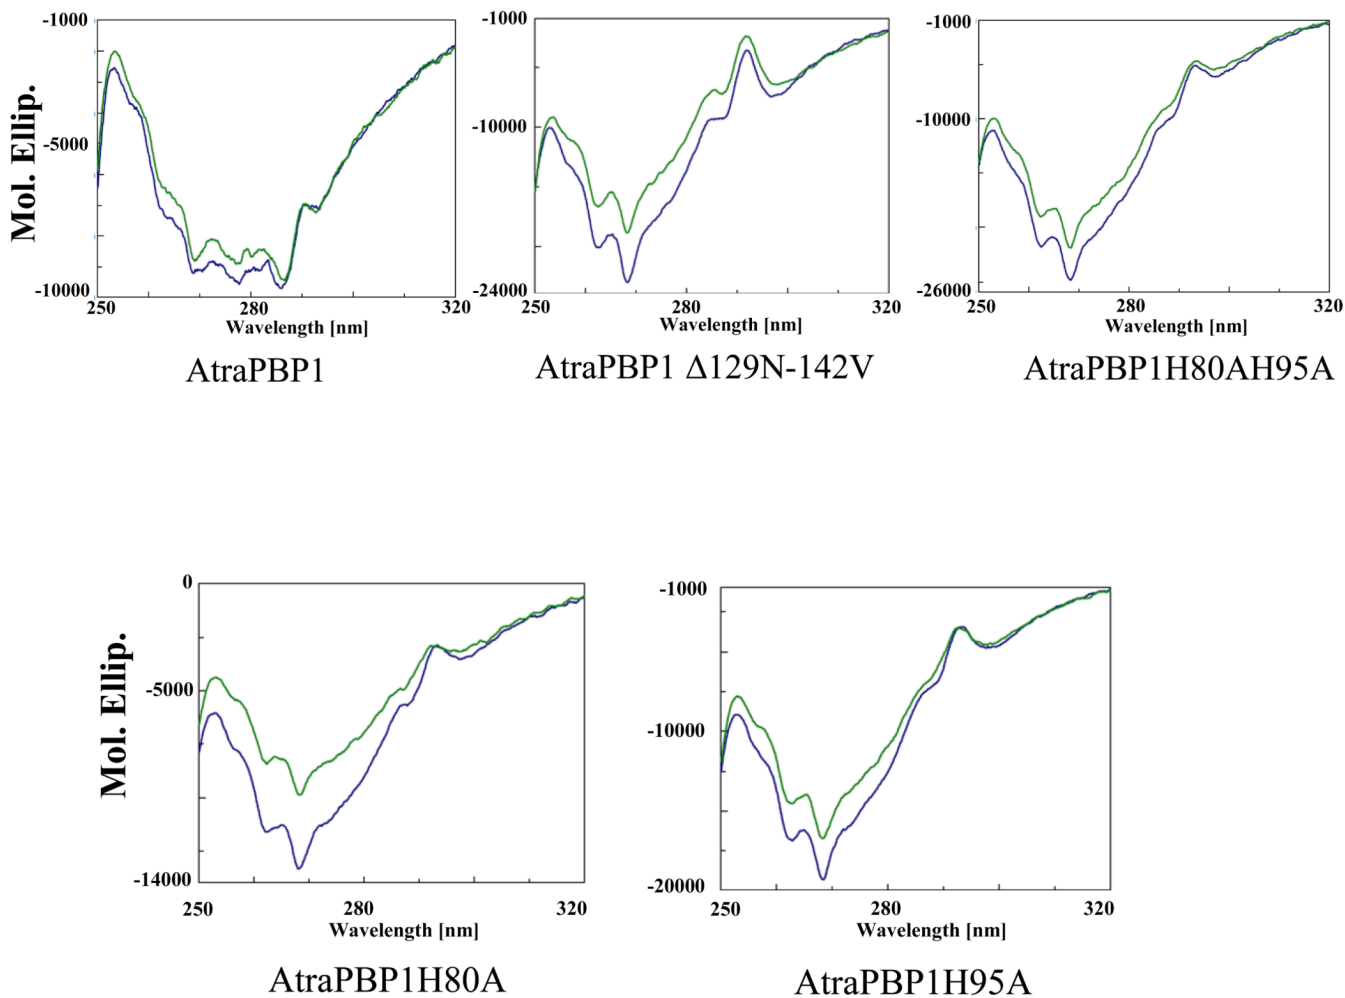 Mol. Ellip.
-1000
-5000
-10000
250
280
320
Wavelength [nm]
AtraPBP1
-1000
-10000
-24000
250
280
320
Wavelength [nm]
AtraPBP1 Δ129N-142V
-1000
-10000
-26000
250
280
320
Wavelength [nm]
AtraPBP1H80AH95A
Mol. Ellip.
0
-5000
-14000
250
280
320
Wavelength [nm]
AtraPBP1H80A
-1000
-10000
-20000
250
280
320
Wavelength [nm]
AtraPBP1H95A